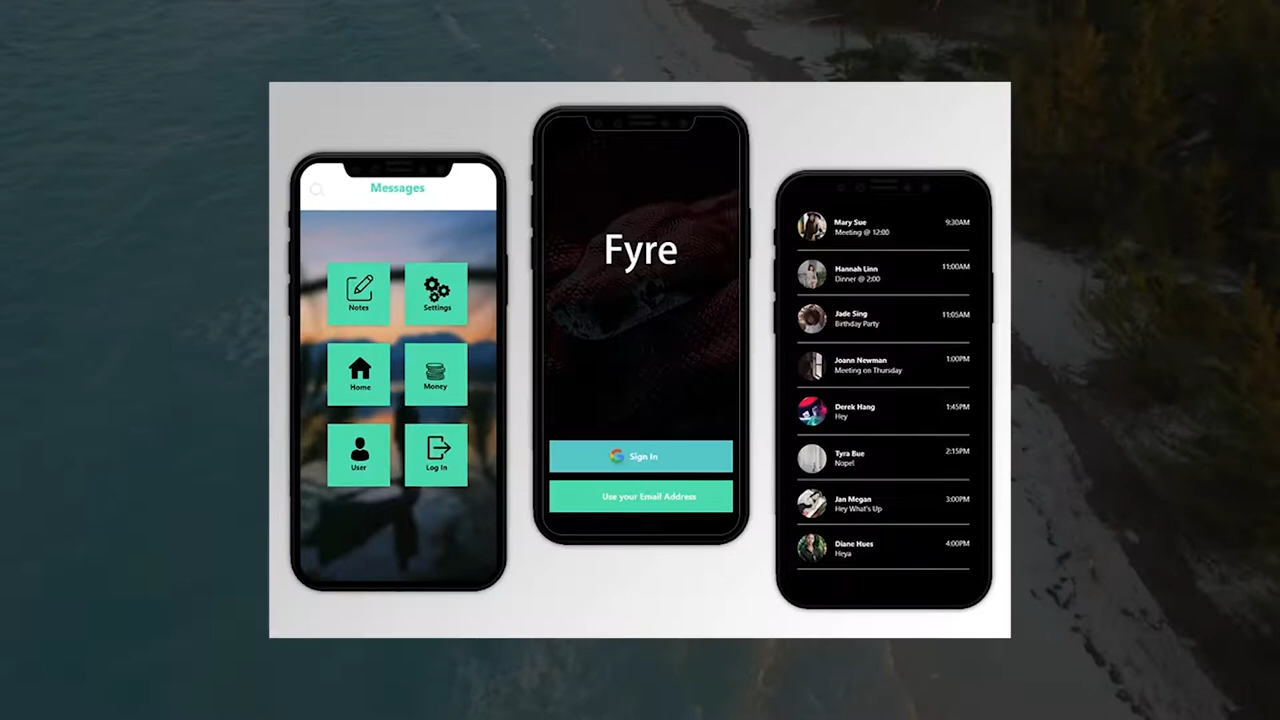 Messages
Notes
Settings
Home
Money
User
Log In
Fyre
Sign In
Use your Email Address
Mary Sue 9:30AM
Meeting @ 12:00
Hannah Linn 11:00AM
Dinner @ 2:00
Jade Sing 11:05AM
Birthday Party
Joann Newman 1:00PM
Meeting on Thursday
Derek Hang 1:45PM
Hey
Tyra Bue 2:15PM
Nope!
Jan Megan 3:00PM
Hey What's Up
Diane Hues 4:00PM
Heya